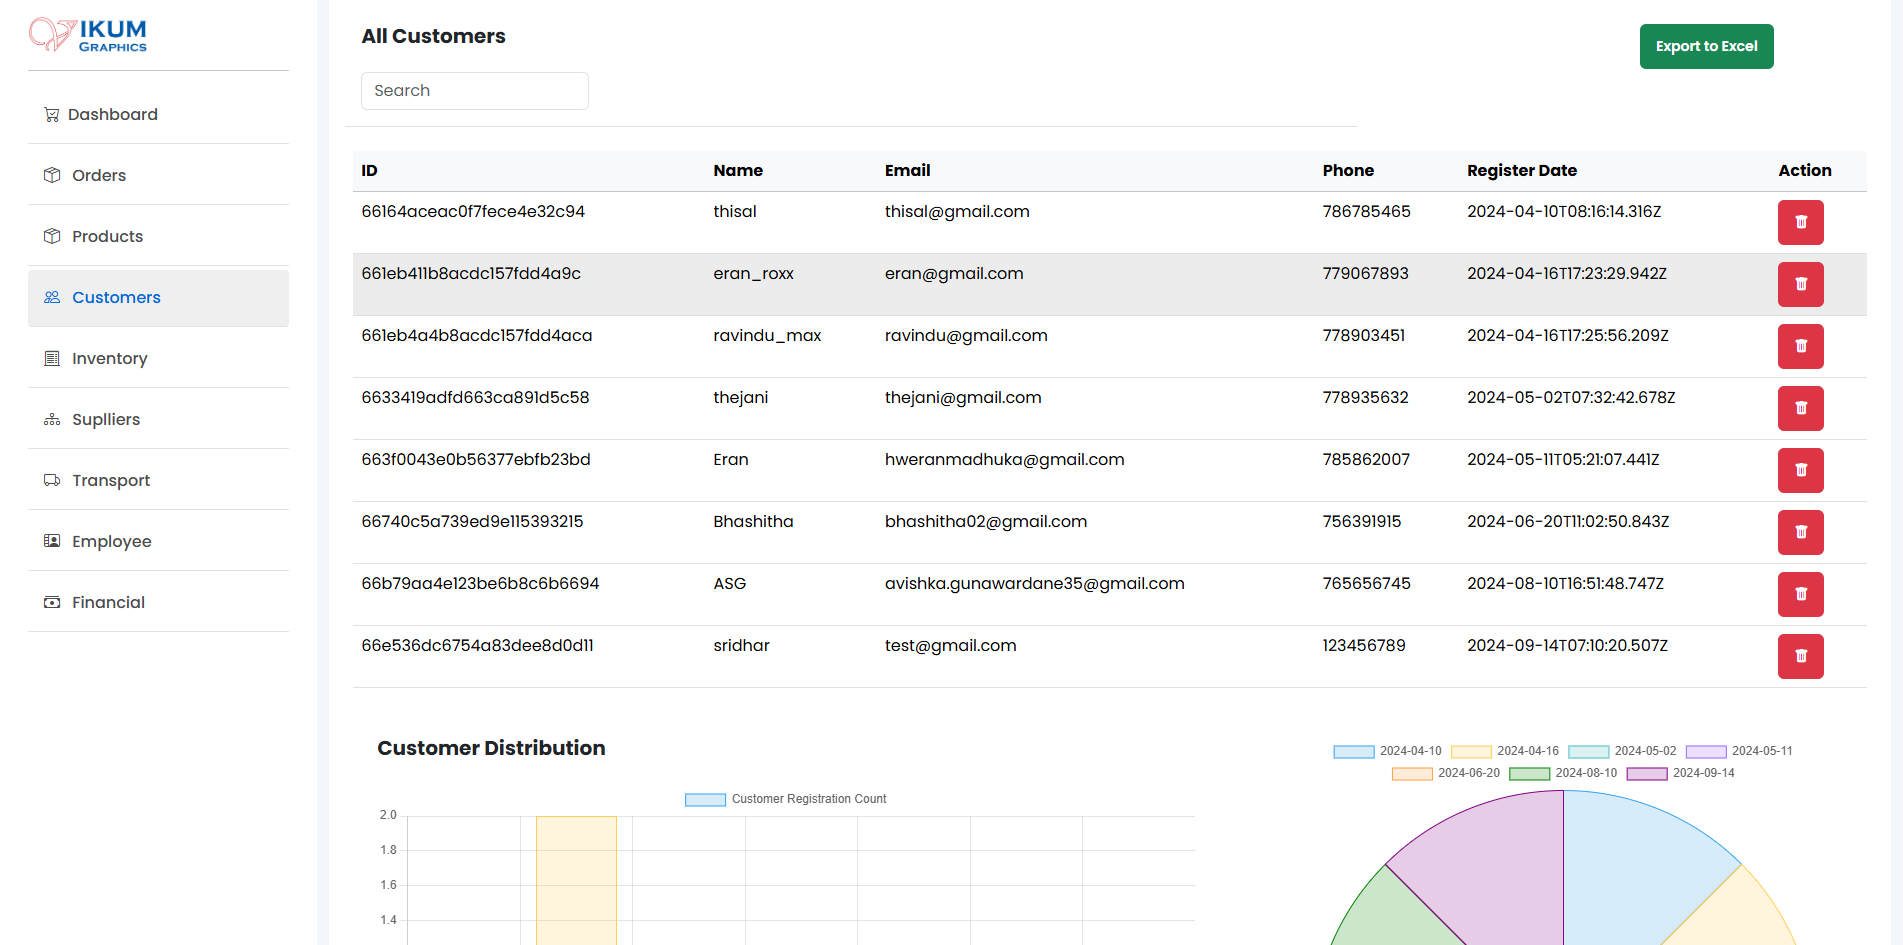 VIKUM
GRAPHICS
Dashboard
Orders
Products
Customers
Inventory
Suplliers
Transport
Employee
Financial
All Customers
Export to Excel
Search
ID Name Email Phone Register Date Action
66164aceac0f7fece4e32c94 thisal thisal@gmail.com 786785465 2024-04-10T08:16:14.316Z
661eb411b8acdc157fdd4a9c eran_roxx eran@gmail.com 779067893 2024-04-16T17:23:29.942Z
661eb4a4b8acdc157fdd4aca ravindu_max ravindu@gmail.com 778903451 2024-04-16T17:25:56.209Z
6633419adfd663ca891d5c58 thejani thejani@gmail.com 778935632 2024-05-02T07:32:42.678Z
663f0043e0b56377ebfb23bd Eran hweranmadhuka@gmail.com 785862007 2024-05-11T05:21:07.441Z
66740c5a739ed9e115393215 Bhashitha bhashitha02@gmail.com 756391915 2024-06-20T11:02:50.843Z
66b79aa4e123be6b8c6b6694 ASG avishka.gunawardane35@gmail.com 765656745 2024-08-10T16:51:48.747Z
66e536dc6754a83dee8d0d11 sridhar test@gmail.com 123456789 2024-09-14T07:10:20.507Z
Customer Distribution
Customer Registration Count
2.0
1.8
1.6
1.4
2024-04-10 2024-04-16 2024-05-02 2024-05-11
2024-06-20 2024-08-10 2024-09-14